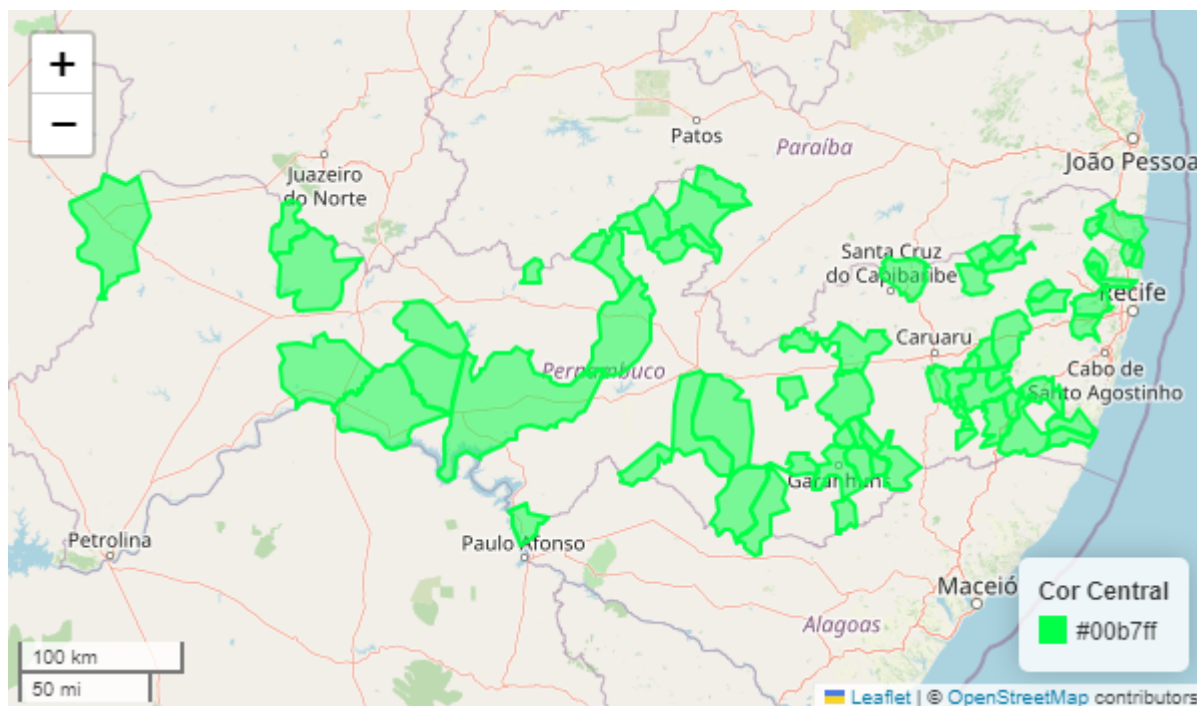 +
−
Patos
Paraíba
João Pessoa
Juazeiro
do Norte
Santa Cruz
do Capibaribe
Recife
Caruaru
Pernambuco
Cabo de
Santo Agostinho
Garanhuns
Petrolina
Paulo Afonso
Maceió
Alagoas
Cor Central
#00b7ff
100 km
50 mi
Leaflet | © OpenStreetMap contributors